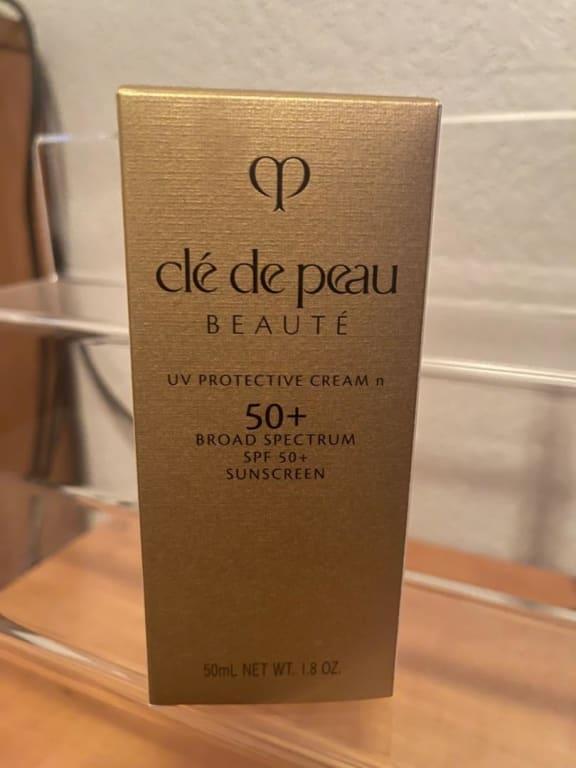 clé de peau
BEAUTÉ
UV PROTECTIVE CREAM n
50+
BROAD SPECTRUM
SPF 50+
SUNSCREEN
50mL NET WT. 1.8 OZ.